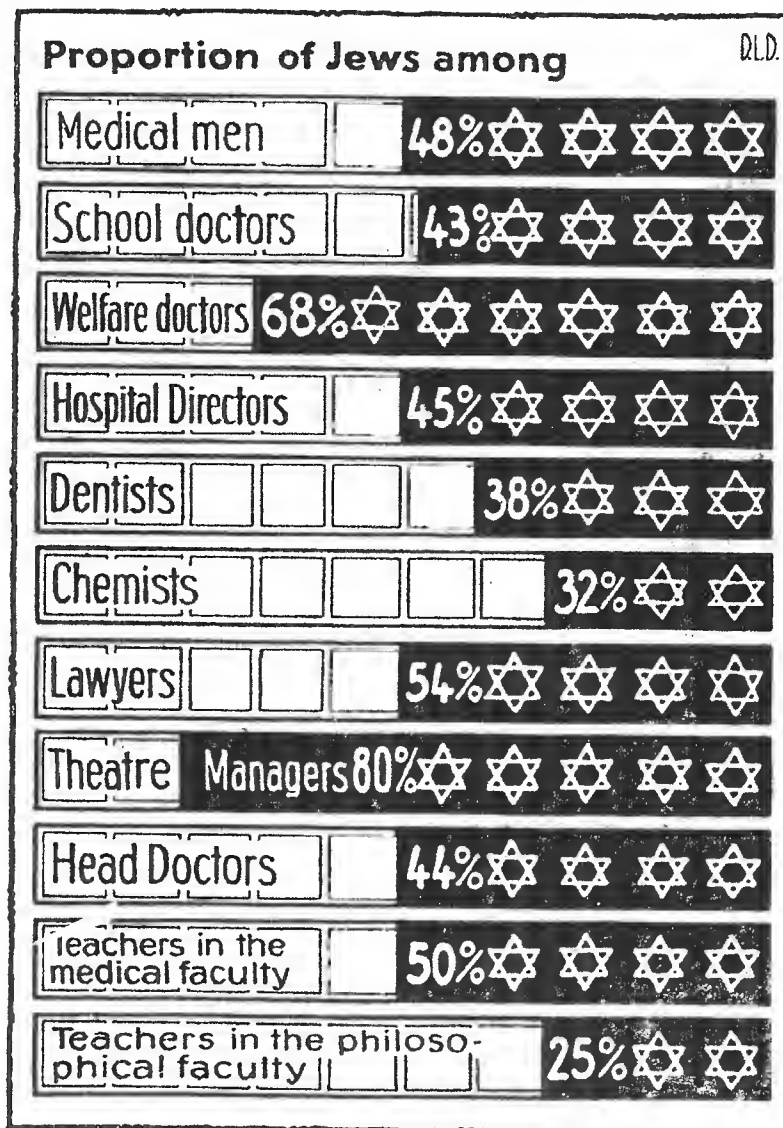 Proportion of Jews among
D.L.D.
Medical men 48%
School doctors 43%
Welfare doctors 68%
Hospital Directors 45%
Dentists 38%
Chemists 32%
Lawyers 54%
Theatre Managers 80%
Head Doctors 44%
Teachers in the
medical faculty 50%
Teachers in the philoso-
phical faculty 25%